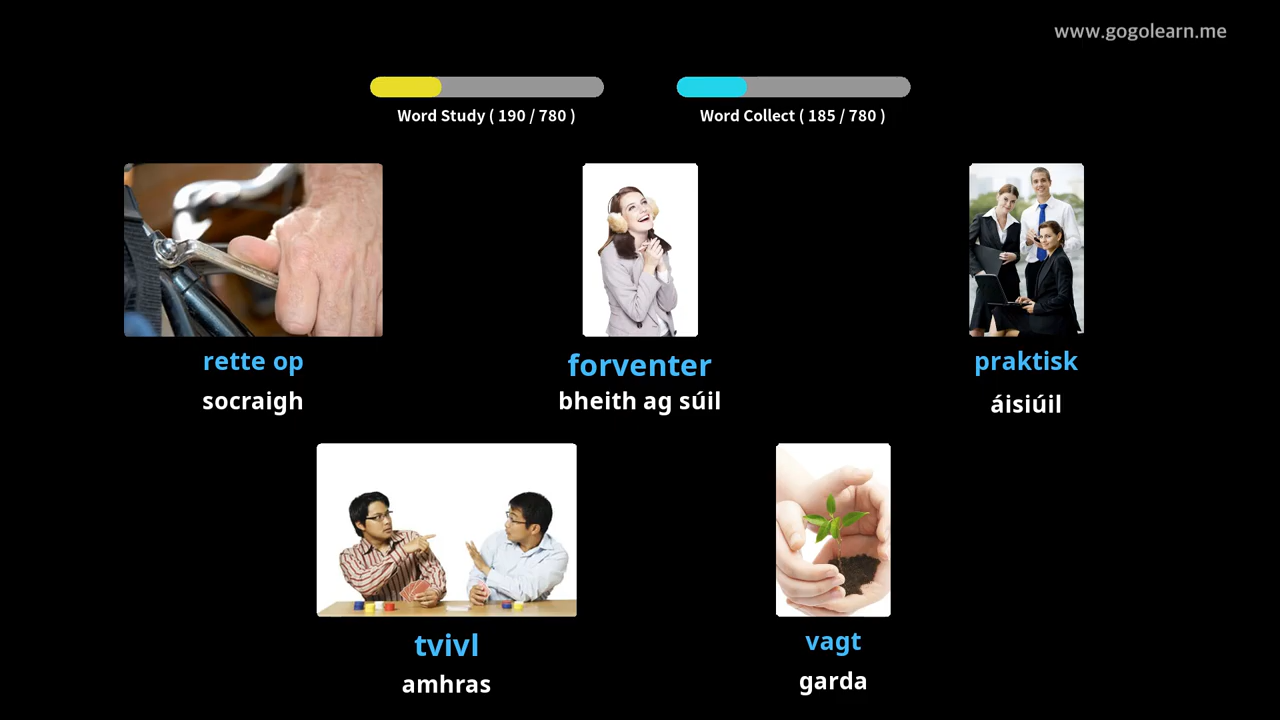 www.gogolearn.me
Word Study ( 190 / 780 )
Word Collect ( 185 / 780 )
rette op
forventer
praktisk
socraigh
bheith ag súil
áisiúil
tvivl
vagt
amhras
garda